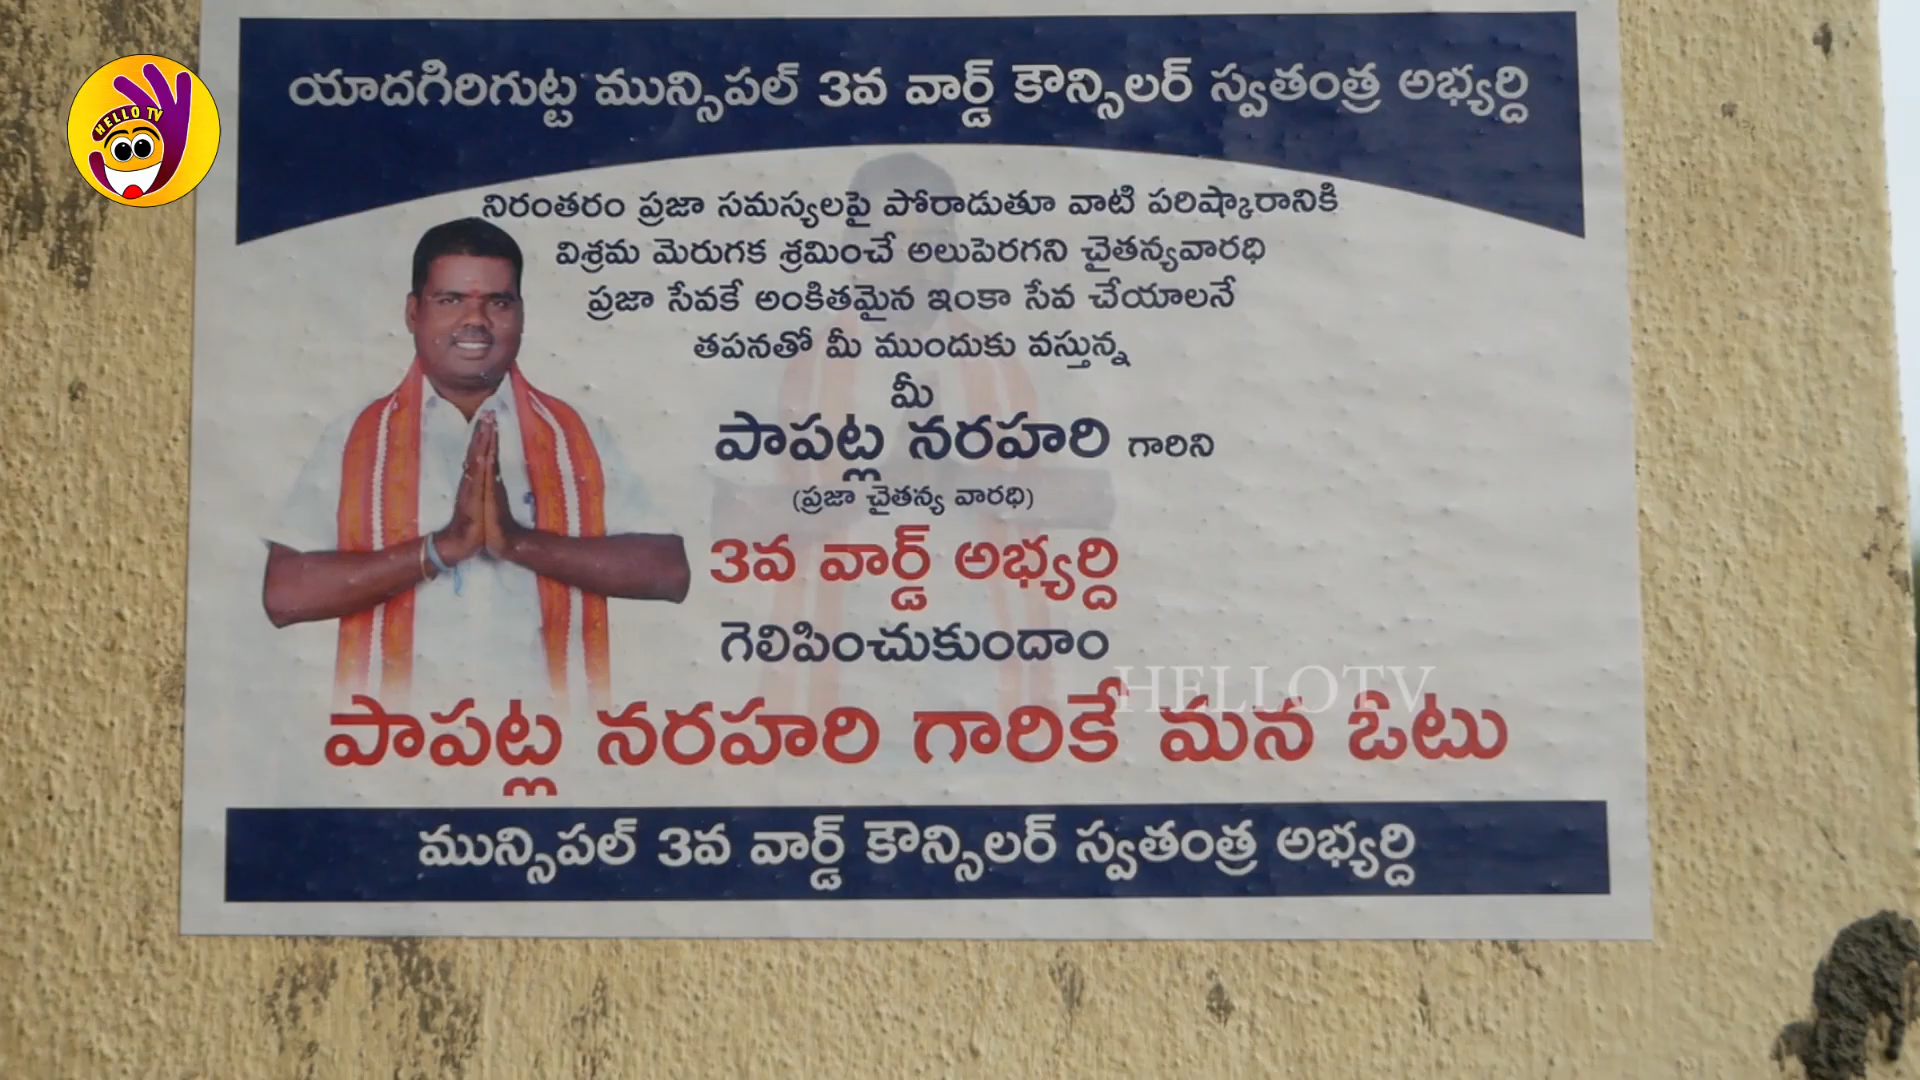 HELLO TV
యాదగిరిగుట్ట మున్సిపల్ 3వ వార్డ్ కౌన్సిలర్ స్వతంత్ర అభ్యర్ది
నిరంతరం ప్రజా సమస్యలపై పోరాడుతూ వాటి పరిష్కారానికి
విశ్రమ మెరుగక శ్రమించే అలుపెరగని చైతన్యవారధి
ప్రజా సేవకే అంకితమైన ఇంకా సేవ చేయాలనే
తపనతో మీ ముందుకు వస్తున్న
మీ
పాపట్ల నరహరి గారిని
(ప్రజా చైతన్య వారధి)
3వ వార్డ్ అభ్యర్ది
గెలిపించుకుందాం
HELLOTV
పాపట్ల నరహరి గారికే మన ఓటు
మున్సిపల్ 3వ వార్డ్ కౌన్సిలర్ స్వతంత్ర అభ్యర్ది